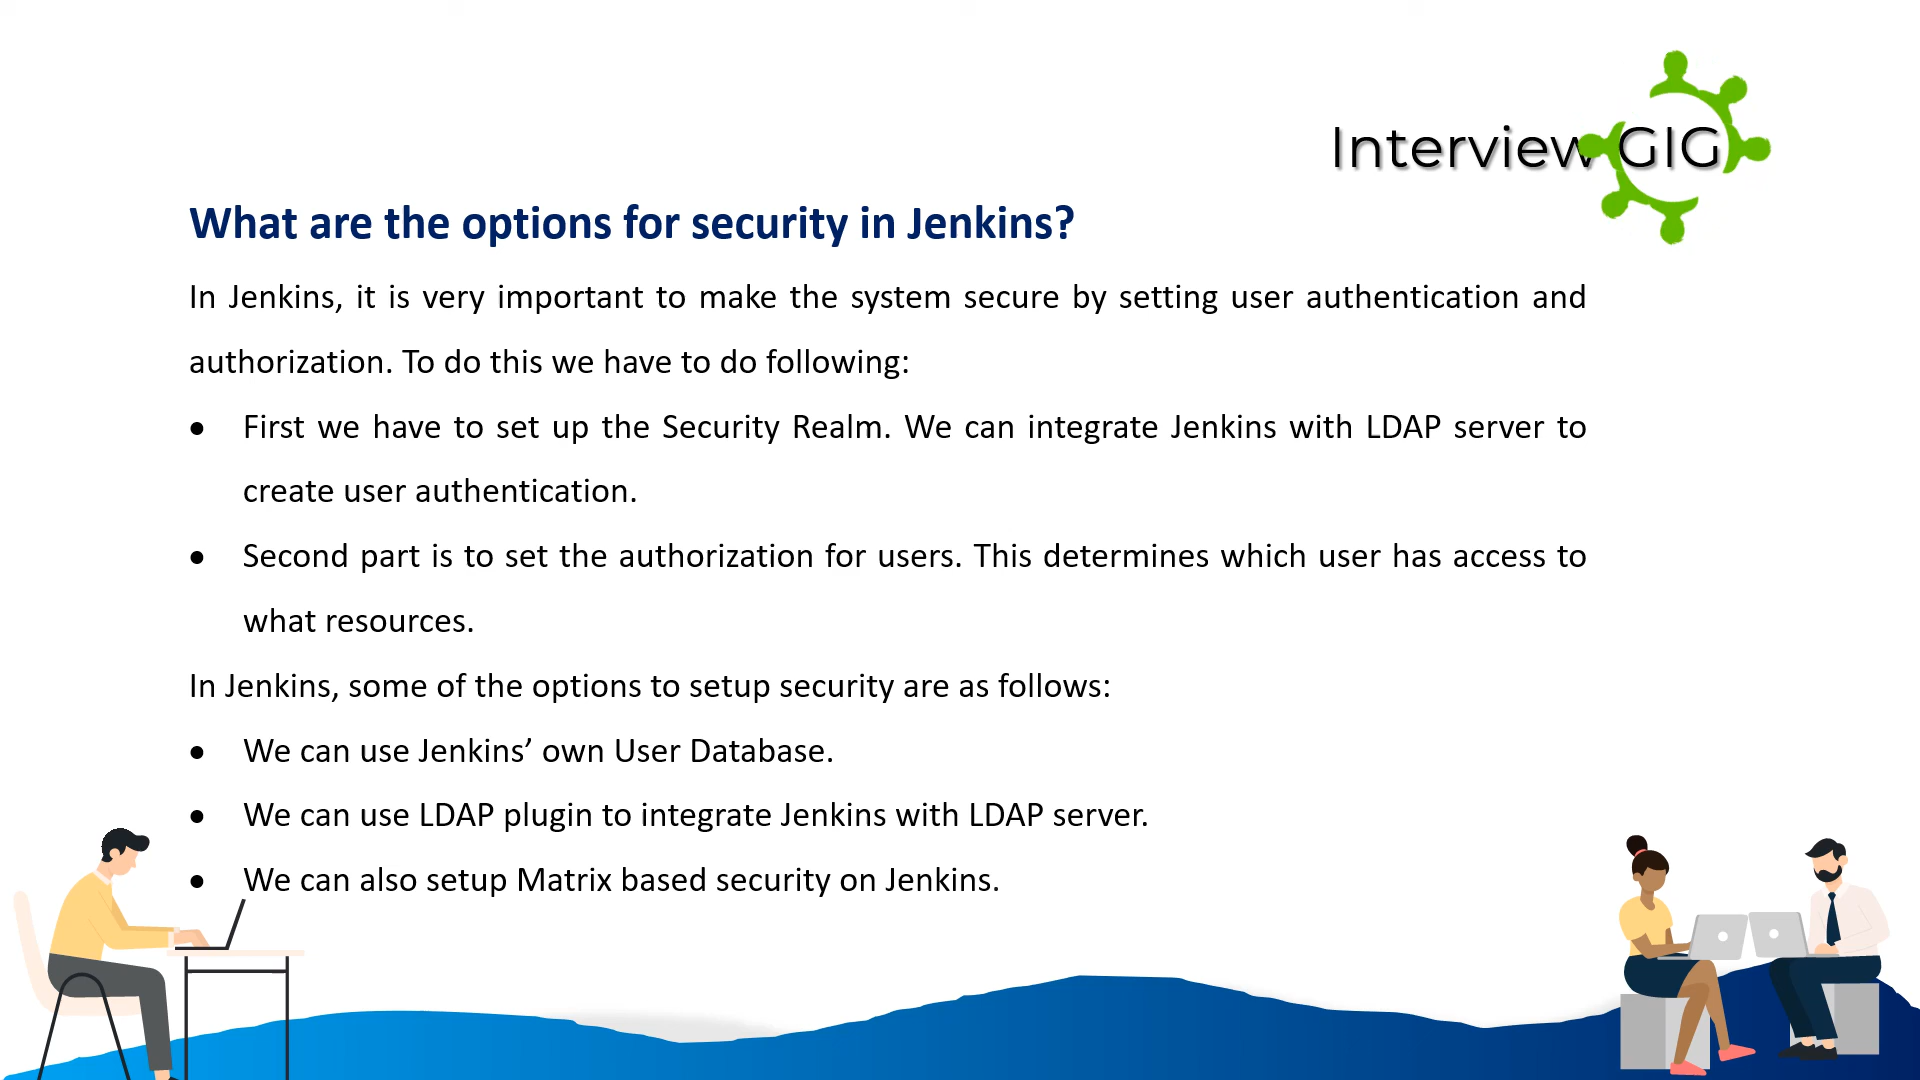 Interview GIG
What are the options for security in Jenkins?
In Jenkins, it is very important to make the system secure by setting user authentication and
authorization. To do this we have to do following:
• First we have to set up the Security Realm. We can integrate Jenkins with LDAP server to
create user authentication.
• Second part is to set the authorization for users. This determines which user has access to
what resources.
In Jenkins, some of the options to setup security are as follows:
• We can use Jenkins’ own User Database.
• We can use LDAP plugin to integrate Jenkins with LDAP server.
• We can also setup Matrix based security on Jenkins.